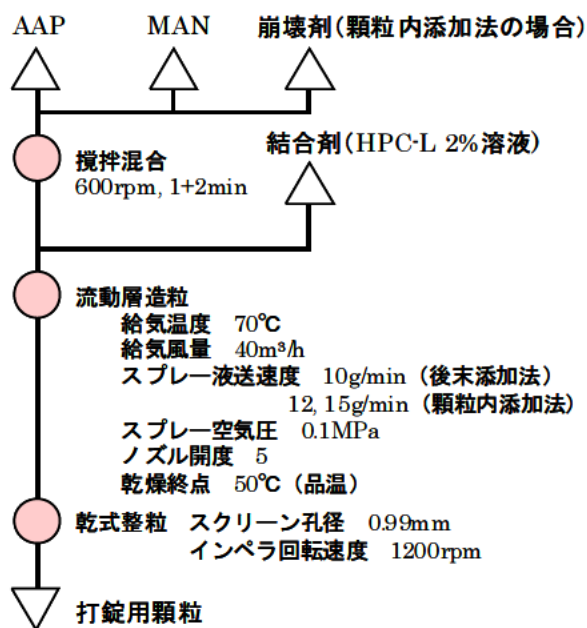 AAP MAN 崩壊剤(顆粒内添加法の場合)
撹拌混合
600rpm, 1+2min
結合剤(HPC-L 2%溶液)
流動層造粒
給気温度 70℃
給気風量 40m³/h
スプレー液送速度 10g/min (後末添加法)
12, 15g/min (顆粒内添加法)
スプレー空気圧 0.1MPa
ノズル開度 5
乾燥終点 50℃ (品温)
乾式整粒 スクリーン孔径 0.99mm
インペラ回転速度 1200rpm
打錠用顆粒